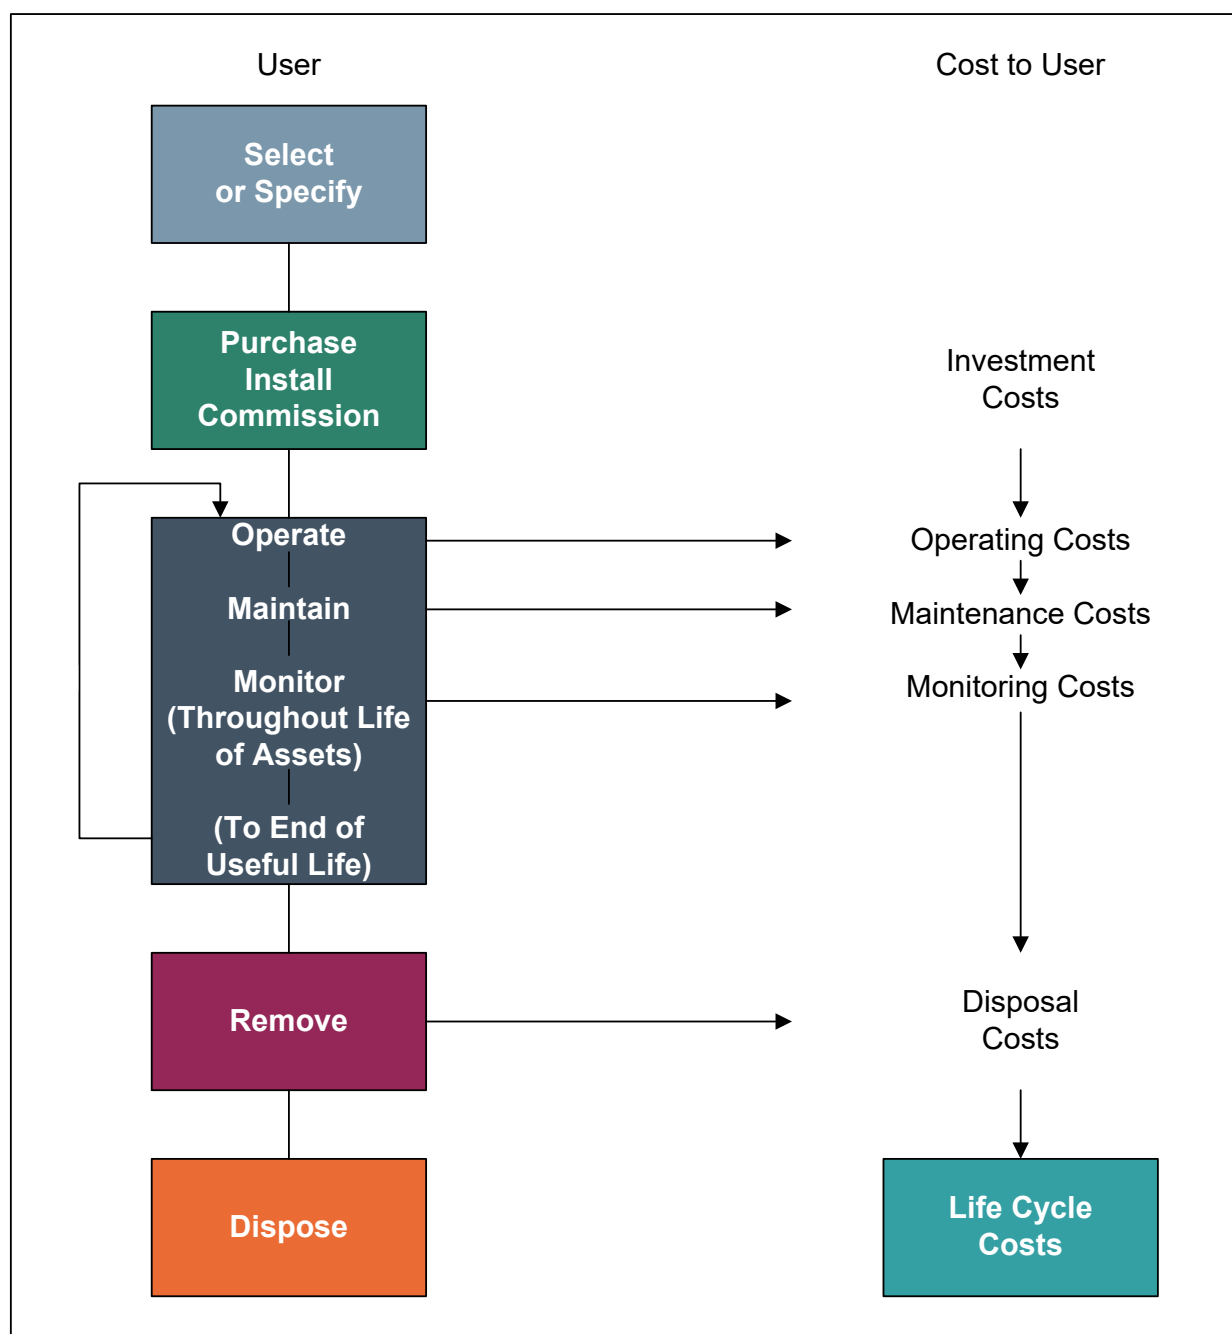 User
Cost to User
Select
or Specify
Purchase
Install
Commission
Investment
Costs
Operate
Operating Costs
Maintain
Maintenance Costs
Monitor
(Throughout Life
of Assets)
Monitoring Costs
(To End of
Useful Life)
Remove
Disposal
Costs
Dispose
Life Cycle
Costs